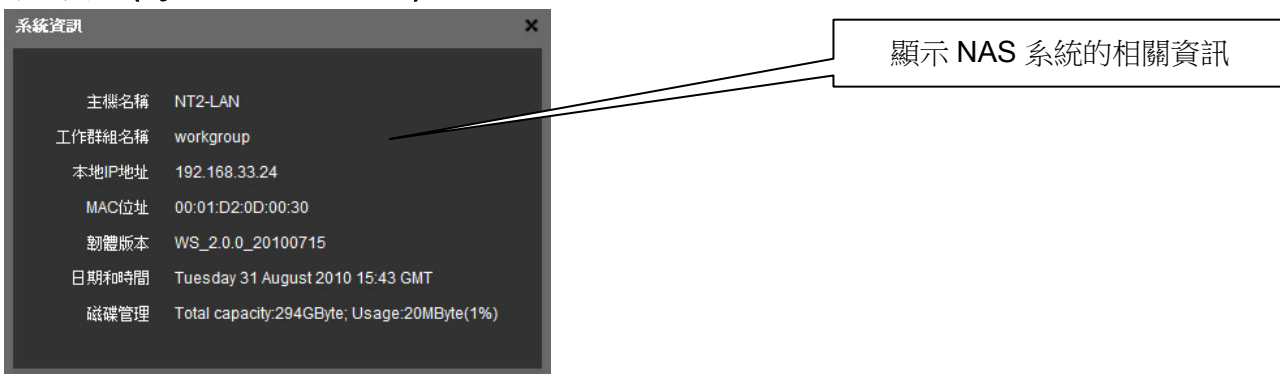 系統資訊
顯示 NAS 系統的相關資訊
主機名稱 NT2-LAN
工作群組名稱 workgroup
本地IP地址 192.168.33.24
MAC位址 00:01:D2:0D:00:30
韌體版本 WS_2.0.0_20100715
日期和時間 Tuesday 31 August 2010 15:43 GMT
磁碟管理 Total capacity:294GByte; Usage:20MByte(1%)